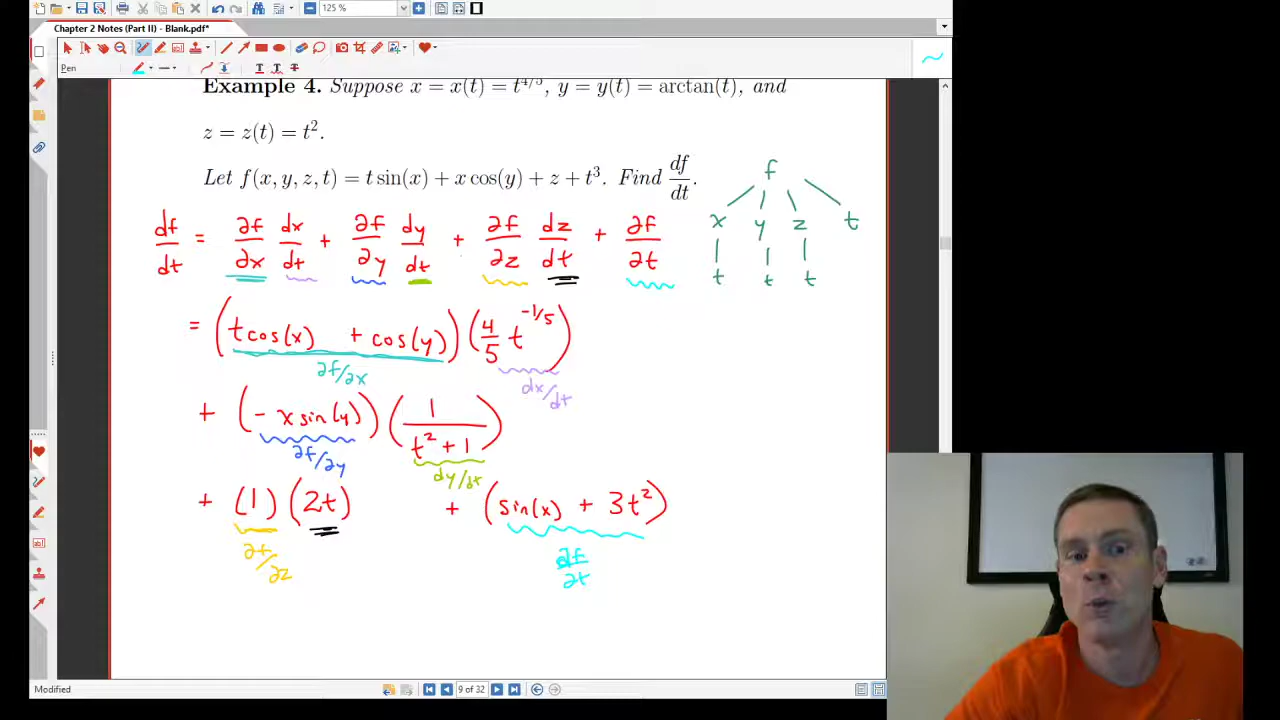 125 %
Chapter 2 Notes (Part II) - Blank.pdf*
Pen
T T T
Example 4. Suppose x = x(t) = t^{4/5}, y = y(t) = arctan(t), and
z = z(t) = t².
Let f(x, y, z, t) = t sin(x) + x cos(y) + z + t³. Find df/dt.
f
x y z t
t t t
df/dt = ∂f/∂x dx/dt + ∂f/∂y dy/dt + ∂f/∂z dz/dt + ∂f/∂t
= (t cos(x) + cos(y)) (4/5 t^{-1/5})
∂f/∂x dx/dt
+ (- x sin(y)) (1/(t² + 1))
∂f/∂y dy/dt
+ (1) (2t) + (sin(x) + 3t²)
∂f/∂z ∂f/∂t
Modified
9 of 32